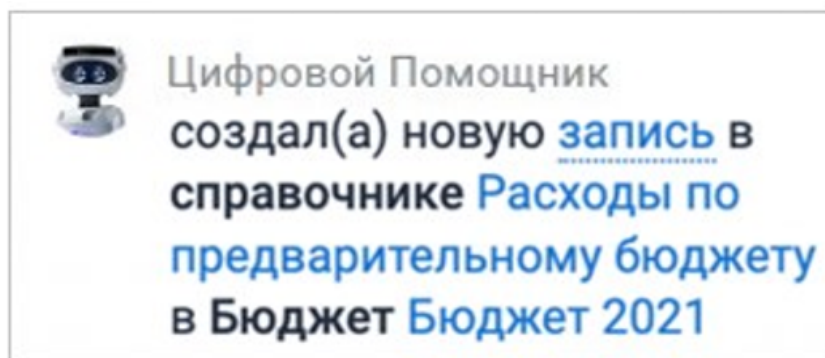 Цифровой Помощник
создал(а) новую запись в
справочнике Расходы по
предварительному бюджету
в Бюджет Бюджет 2021